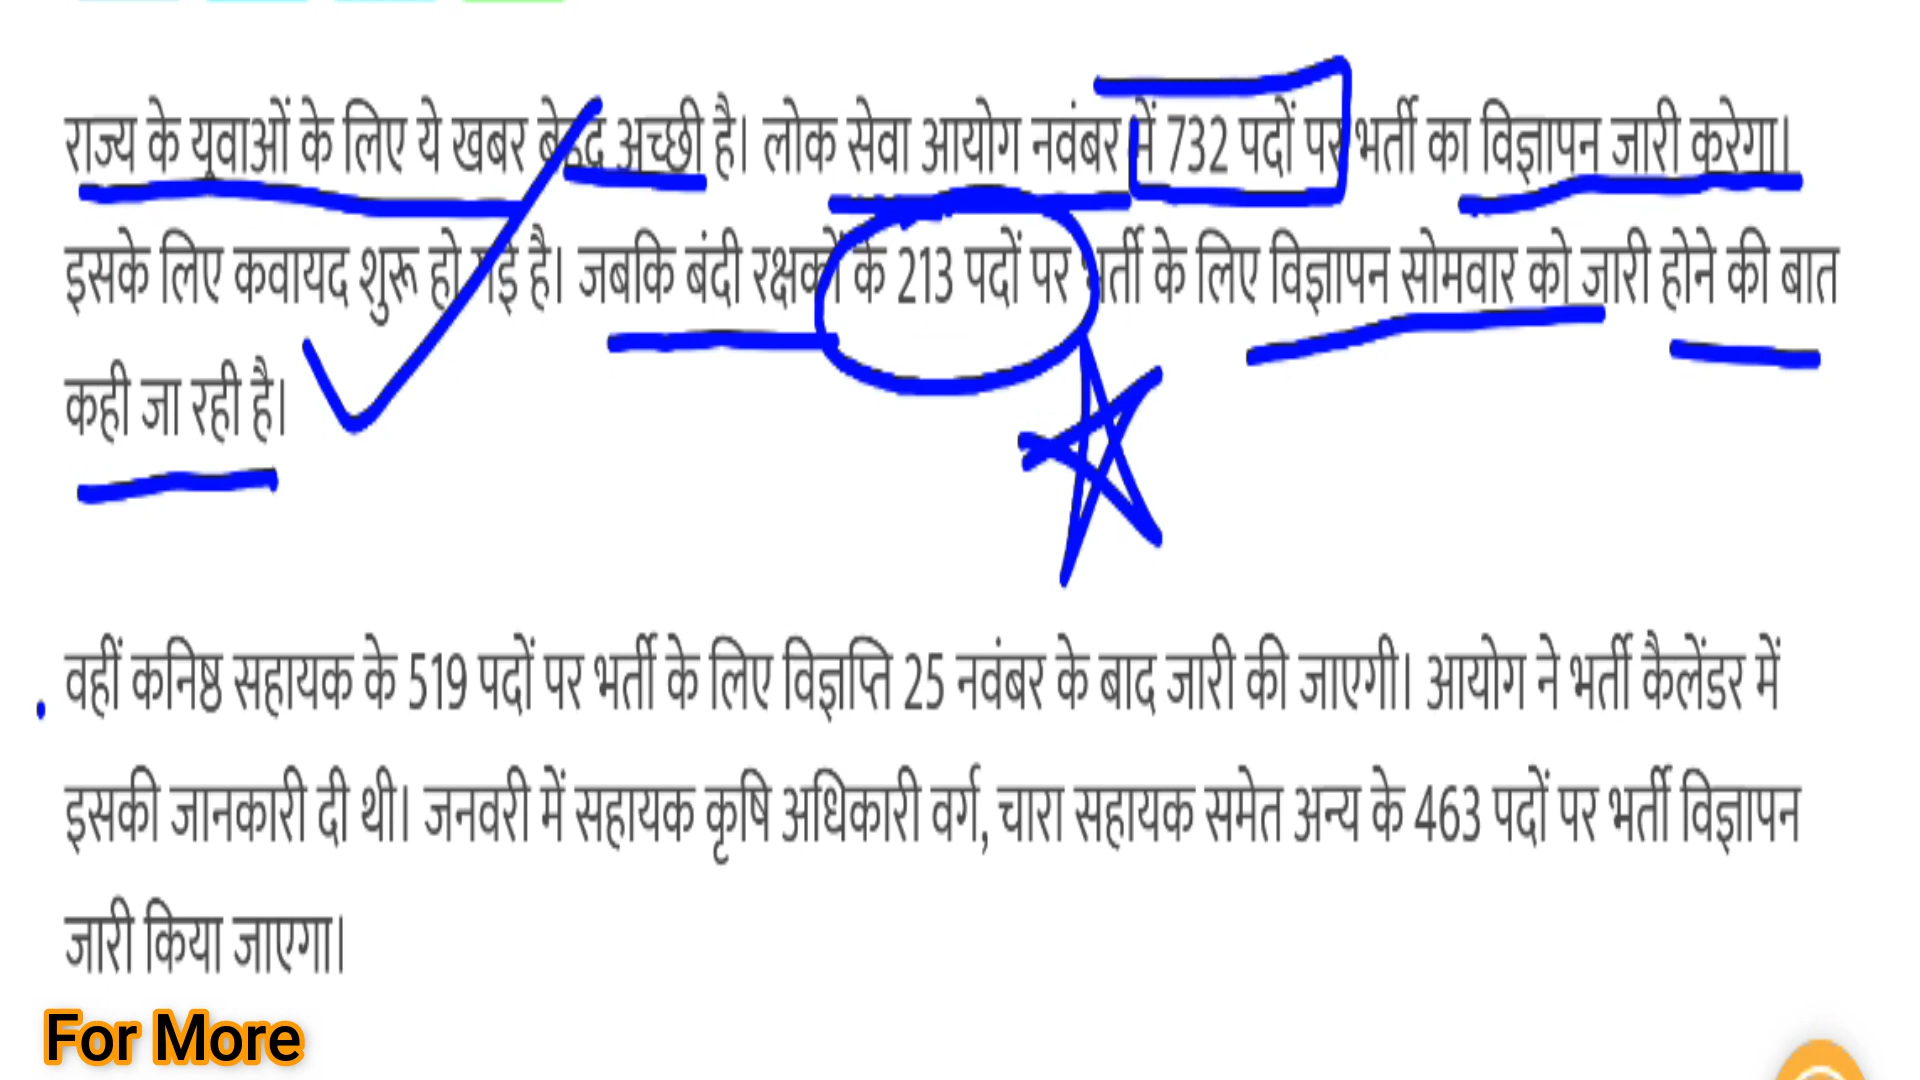 राज्य के युवाओं के लिए ये खबर बेहद अच्छी है। लोक सेवा आयोग नवंबर में 732 पदों पर भर्ती का विज्ञापन जारी करेगा।
इसके लिए कवायद शुरू हो गई है। जबकि बंदी रक्षकों के 213 पदों पर भर्ती के लिए विज्ञापन सोमवार को जारी होने की बात
कही जा रही है।
वहीं कनिष्ठ सहायक के 519 पदों पर भर्ती के लिए विज्ञप्ति 25 नवंबर के बाद जारी की जाएगी। आयोग ने भर्ती कैलेंडर में
इसकी जानकारी दी थी। जनवरी में सहायक कृषि अधिकारी वर्ग, चारा सहायक समेत अन्य के 463 पदों पर भर्ती विज्ञापन
जारी किया जाएगा।
For More